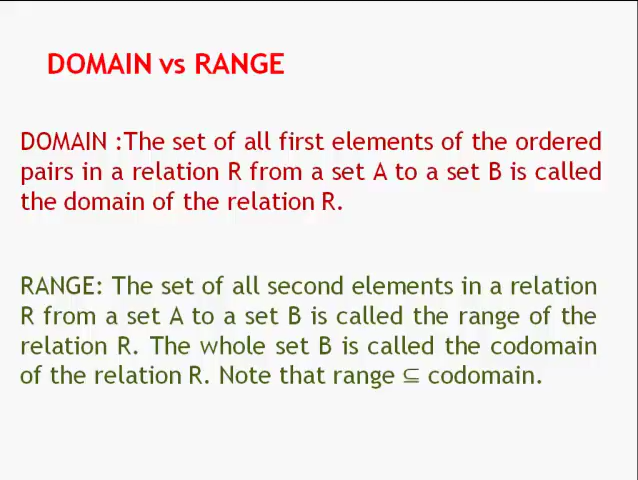 DOMAIN vs RANGE
DOMAIN :The set of all first elements of the ordered
pairs in a relation R from a set A to a set B is called
the domain of the relation R.
RANGE: The set of all second elements in a relation
R from a set A to a set B is called the range of the
relation R. The whole set B is called the codomain
of the relation R. Note that range ⊆ codomain.